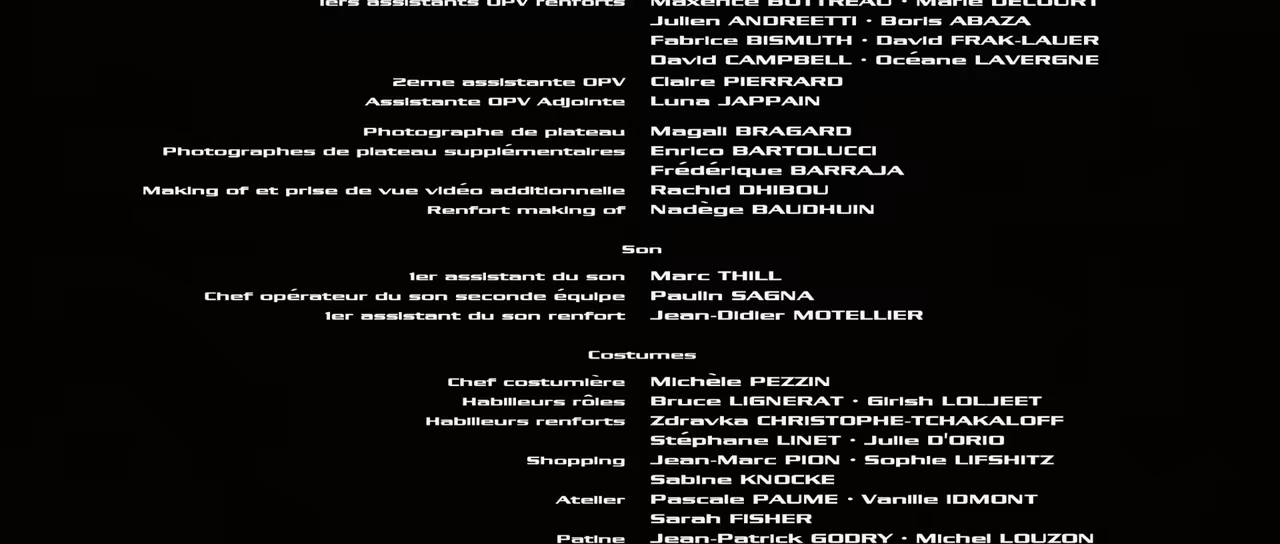 1ers assistants OPV renforts Maxence BOTTREAU • Marie DECOURT
Julien ANDREETTI • Boris ABAZA
Fabrice BISMUTH • David FRAK-LAUER
David CAMPBELL • Océane LAVERGNE
2eme assistante OPV Claire PIERRARD
Assistante OPV Adjointe Luna JAPPAIN
Photographe de plateau Magali BRAGARD
Photographes de plateau supplémentaires Enrico BARTOLUCCI
Frédérique BARRAJA
Making of et prise de vue vidéo additionnelle Rachid DHIBOU
Renfort making of Nadège BAUDHUIN
Son
1er assistant du son Marc THILL
Chef opérateur du son seconde équipe Paulin SAGNA
1er assistant du son renfort Jean-Didier MOTELLIER
Costumes
Chef costumière Michèle PEZZIN
Habilleurs rôles Bruce LIGNERAT • Girish LOLJEET
Habilleurs renforts Zdravka CHRISTOPHE-TCHAKALOFF
Stéphane LINET • Julie D'ORIO
Shopping Jean-Marc PION • Sophie LIFSHITZ
Sabine KNOCKE
Atelier Pascale PAUME • Vanille IDMONT
Sarah FISHER
Patine Jean-Patrick GODRY • Michel LOUZON